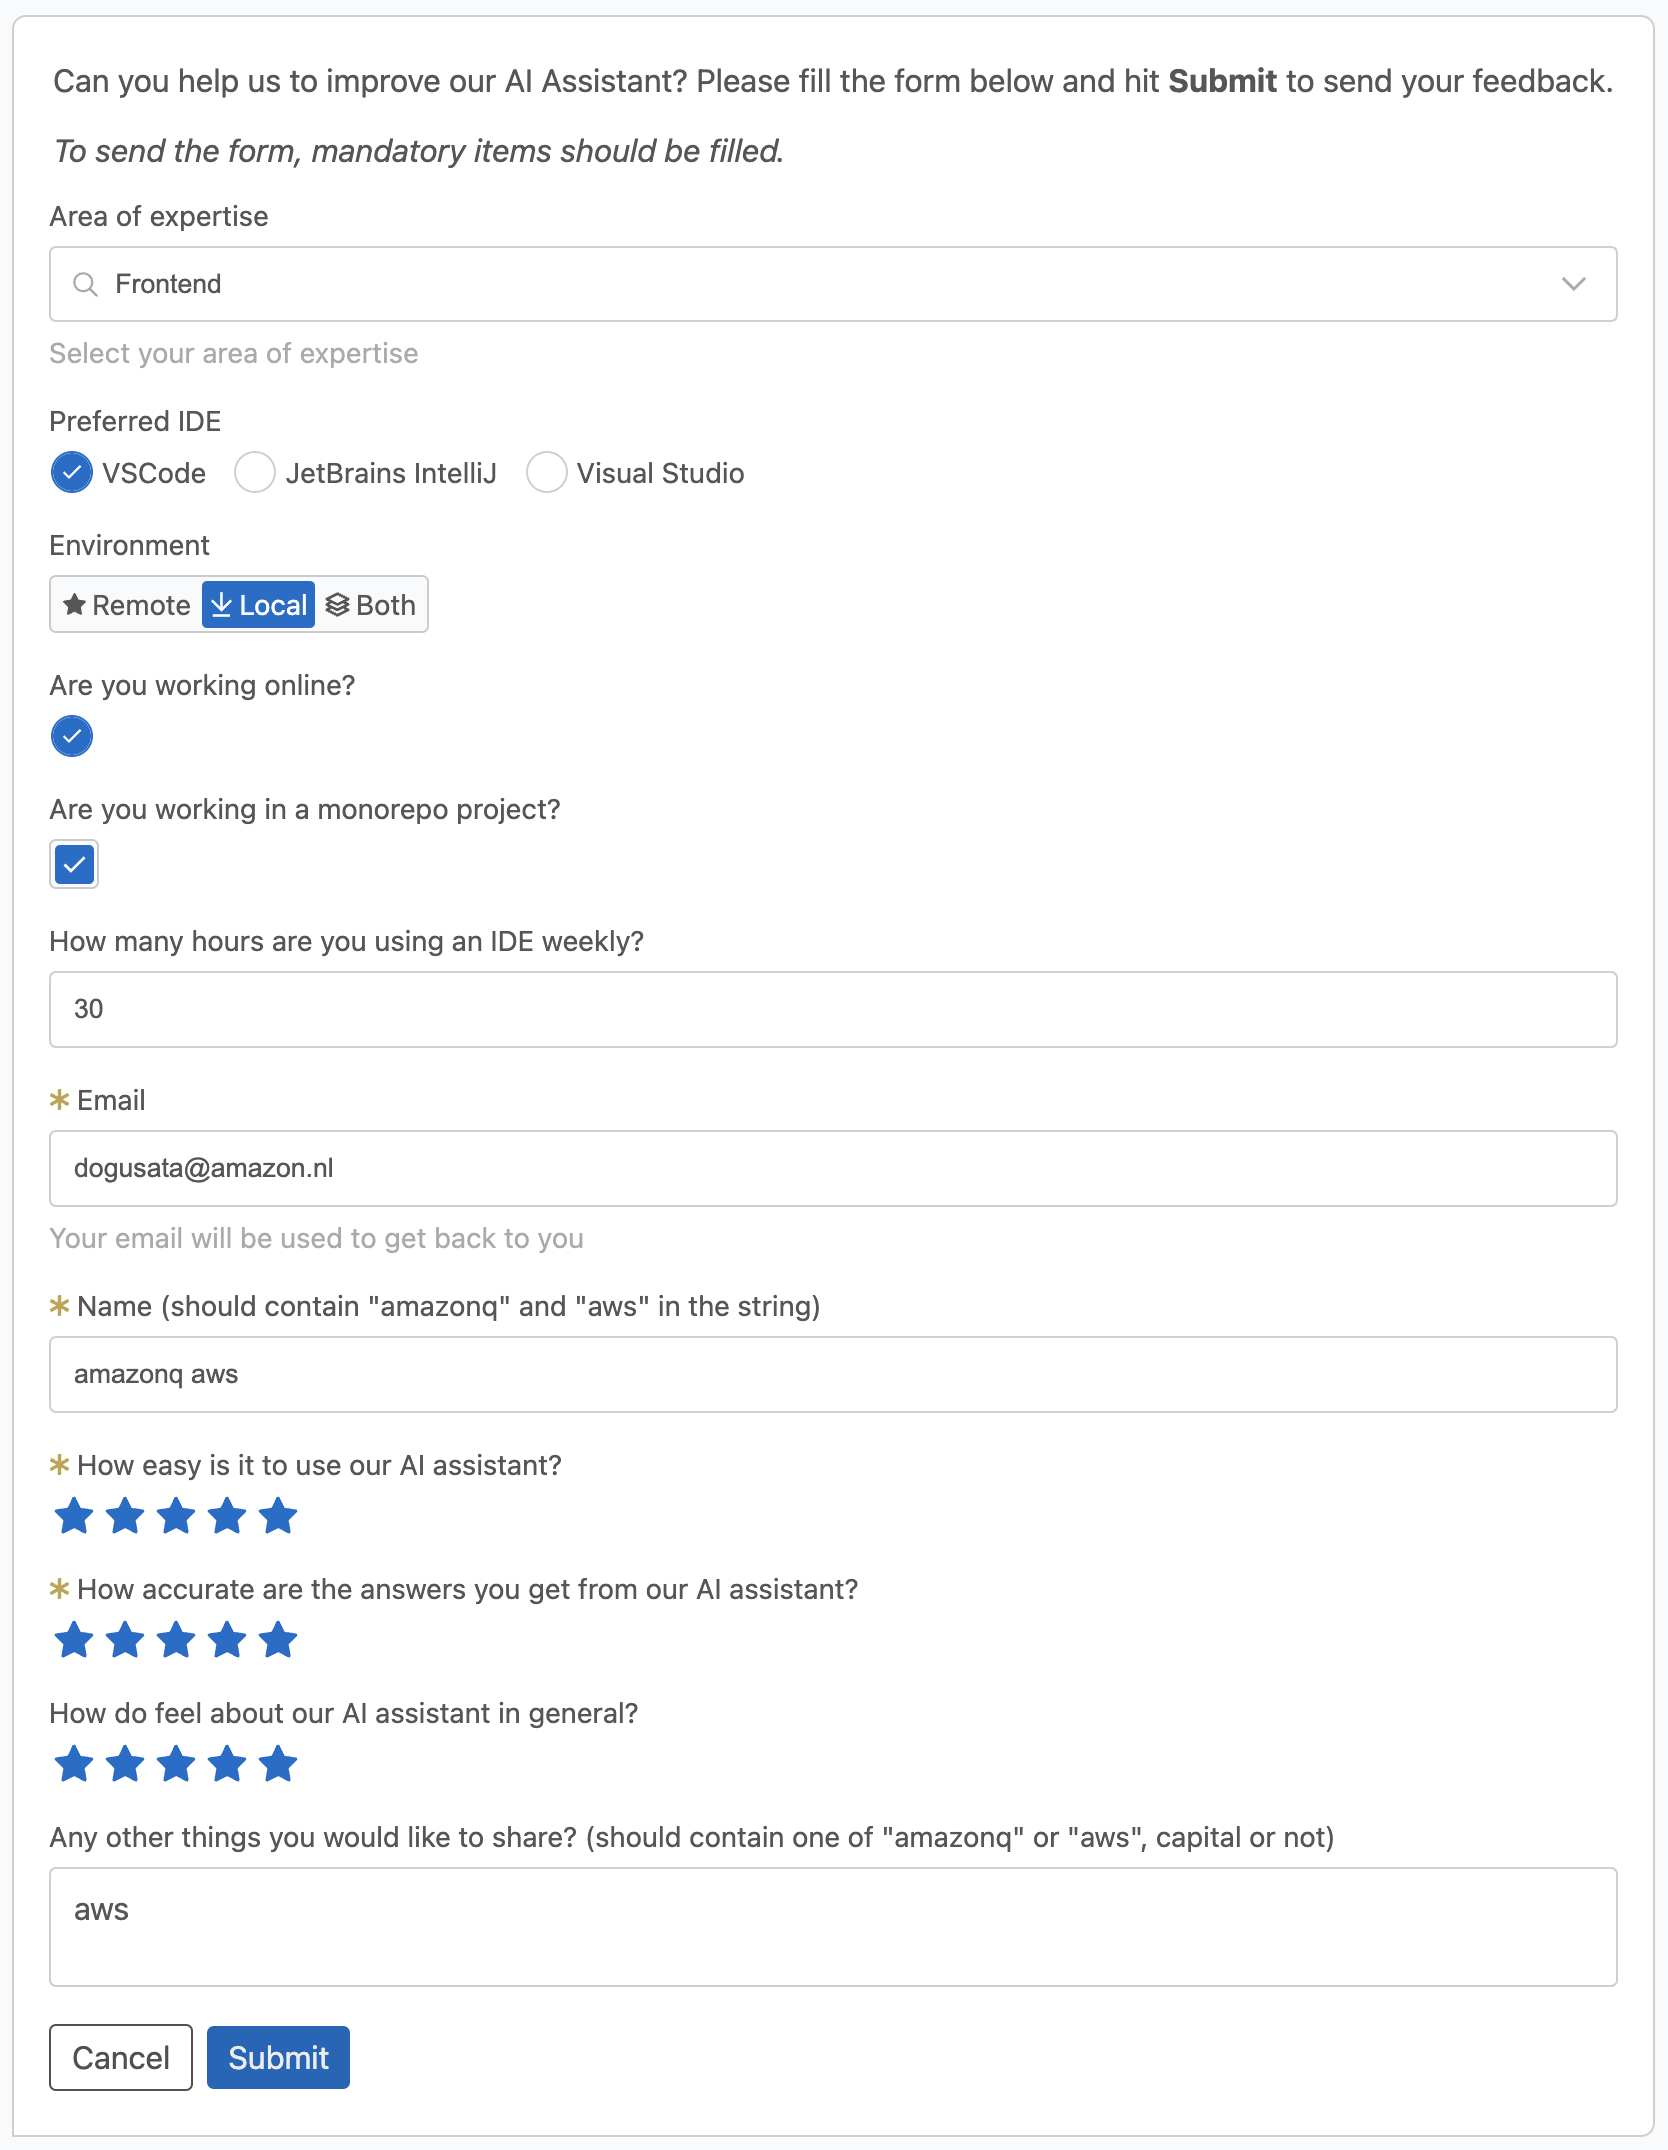 Can you help us to improve our AI Assistant? Please fill the form below and hit Submit to send your feedback.
To send the form, mandatory items should be filled.
Area of expertise
Frontend
Select your area of expertise
Preferred IDE
VSCode JetBrains IntelliJ Visual Studio
Environment
Remote Local Both
Are you working online?
Are you working in a monorepo project?
How many hours are you using an IDE weekly?
30
* Email
dogusata@amazon.nl
Your email will be used to get back to you
* Name (should contain "amazonq" and "aws" in the string)
amazonq aws
* How easy is it to use our AI assistant?
* How accurate are the answers you get from our AI assistant?
How do feel about our AI assistant in general?
Any other things you would like to share? (should contain one of "amazonq" or "aws", capital or not)
aws
Cancel Submit